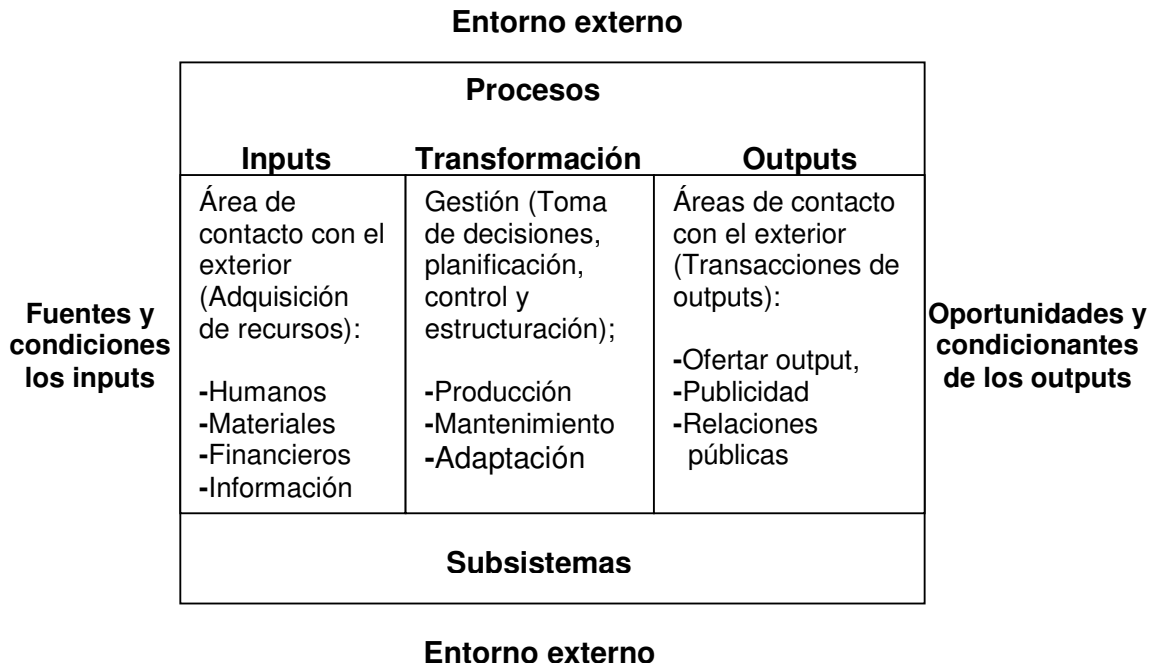 Entorno externo
Procesos
Inputs Transformación Outputs
Fuentes y
condiciones
los inputs
Área de
contacto con el
exterior
(Adquisición
de recursos):
-Humanos
-Materiales
-Financieros
-Información
Gestión (Toma
de decisiones,
planificación,
control y
estructuración);
-Producción
-Mantenimiento
-Adaptación
Áreas de contacto
con el exterior
(Transacciones de
outputs):
-Ofertar output,
-Publicidad
-Relaciones
públicas
Oportunidades y
condicionantes
de los outputs
Subsistemas
Entorno externo